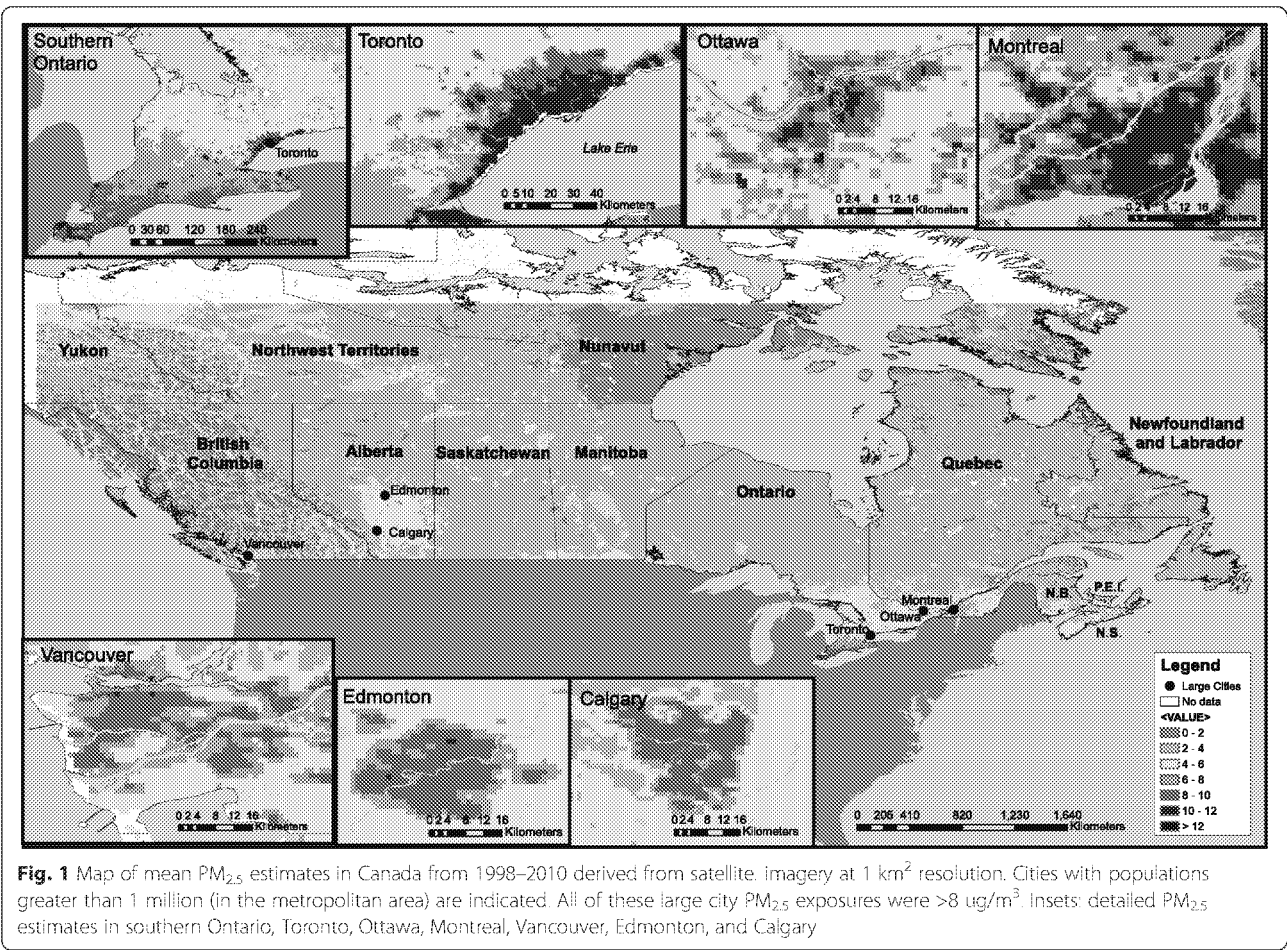 Southern
Ontario
Toronto
0 30 60 120 180 240
Kilometers
Toronto
Lake Erie
0 5 10 20 30 40
Kilometers
Ottawa
0 2 4 8 12 16
Kilometers
Montreal
0 2 4 8 12 16
Kilometers
Yukon
Northwest Territories
Nunavut
British
Columbia
Alberta
Saskatchewan
Manitoba
Ontario
Quebec
Newfoundland
and Labrador
Edmonton
Calgary
Vancouver
Montreal
Ottawa
Toronto
N.B.
P.E.I.
N.S.
Vancouver
0 2 4 8 12 16
Kilometers
Edmonton
0 2 4 8 12 16
Kilometers
Calgary
0 2 4 8 12 16
Kilometers
Legend
Large Cities
No data
<VALUE>
0 - 2
2 - 4
4 - 6
6 - 8
8 - 10
10 - 12
> 12
0 205 410 820 1,230 1,640
Kilometers
Fig. 1 Map of mean PM2.5 estimates in Canada from 1998–2010 derived from satellite. imagery at 1 km² resolution. Cities with populations
greater than 1 million (in the metropolitan area) are indicated. All of these large city PM2.5 exposures were >8 ug/m³. Insets: detailed PM2.5
estimates in southern Ontario, Toronto, Ottawa, Montreal, Vancouver, Edmonton, and Calgary